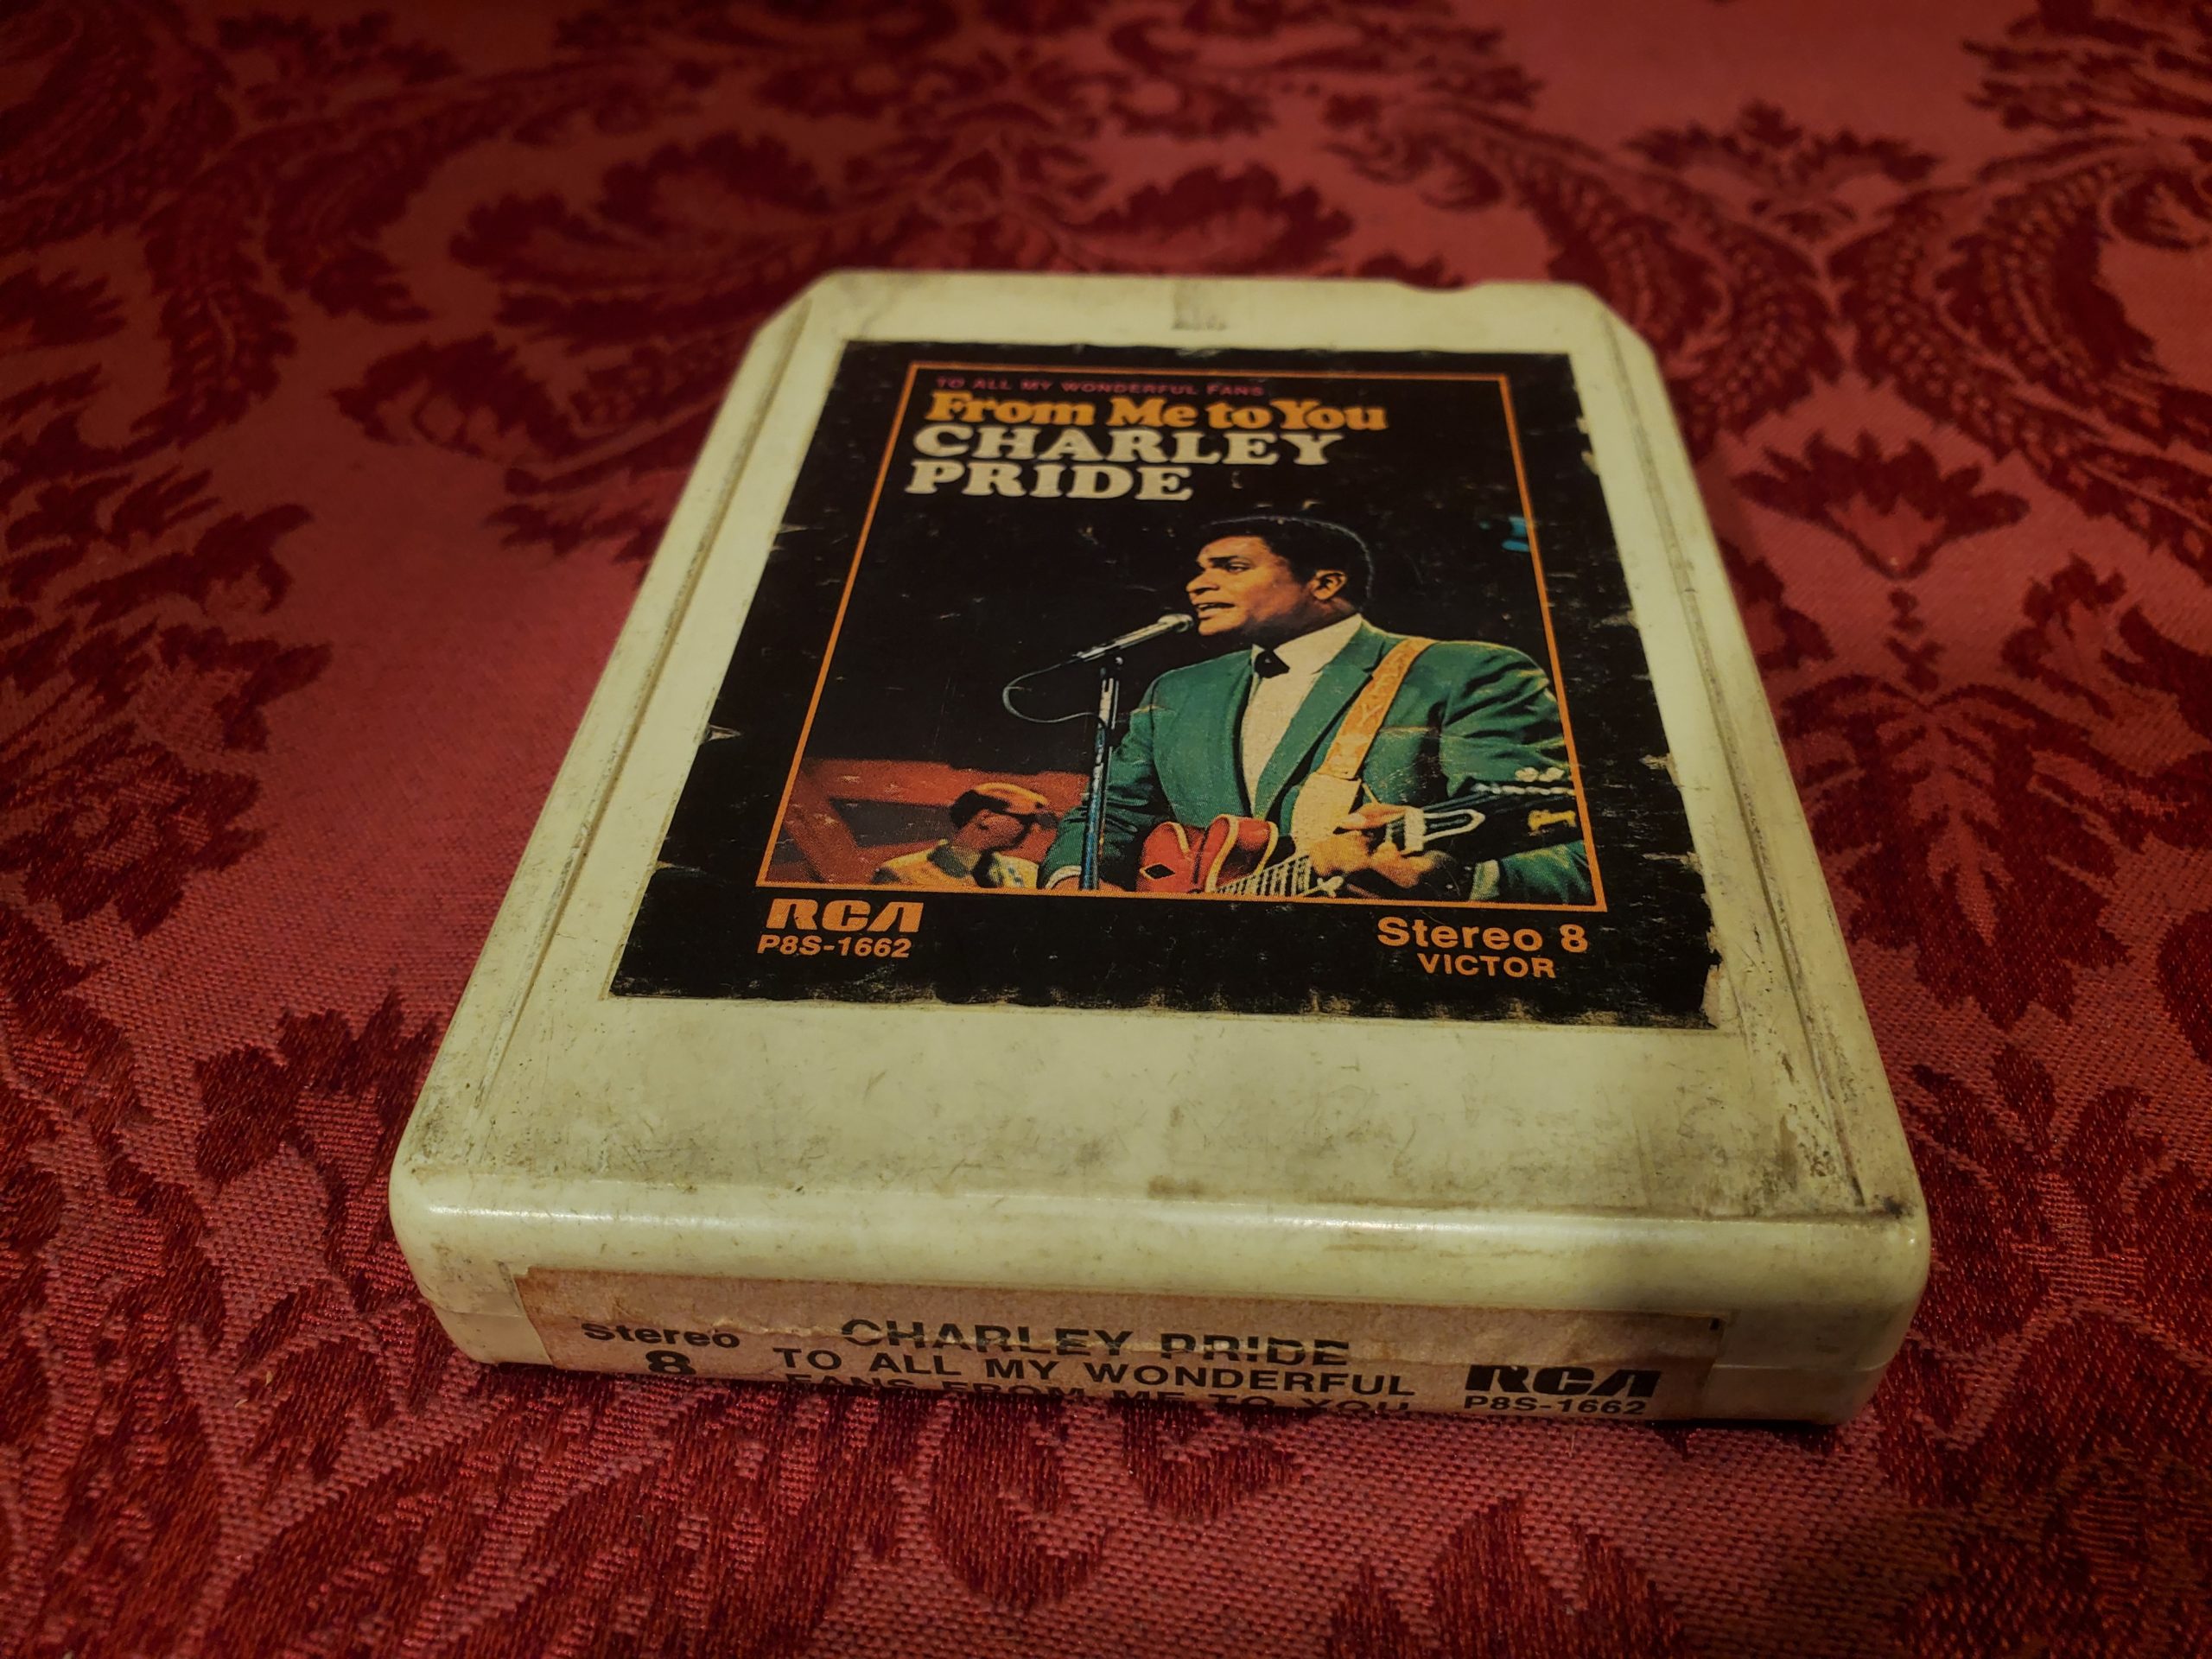 TO ALL MY WONDERFUL FANS
From Me to You
CHARLEY
PRIDE
RCA
P8S-1662
Stereo 8
VICTOR
Stereo
8
CHARLEY PRIDE
TO ALL MY WONDERFUL
FANS FROM ME TO YOU
RCA
P8S-1662